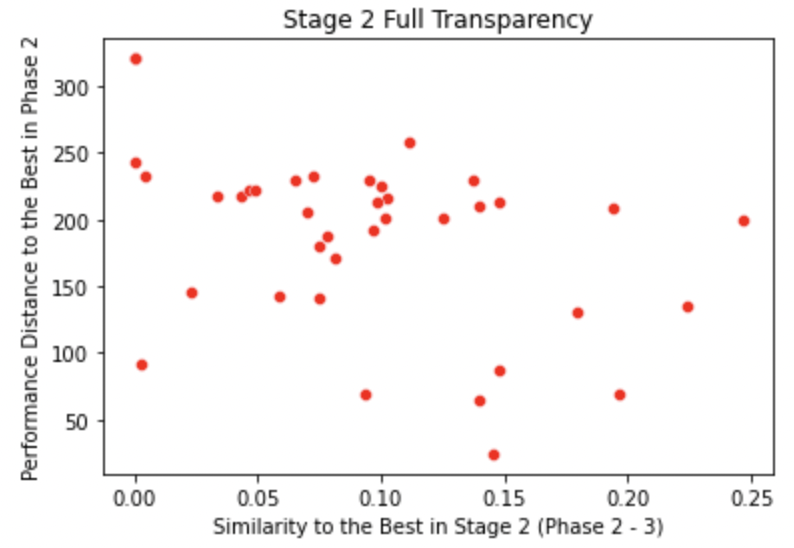 Stage 2 Full Transparency
Performance Distance to the Best in Phase 2
300
250
200
150
100
50
0.00 0.05 0.10 0.15 0.20 0.25
Similarity to the Best in Stage 2 (Phase 2 - 3)